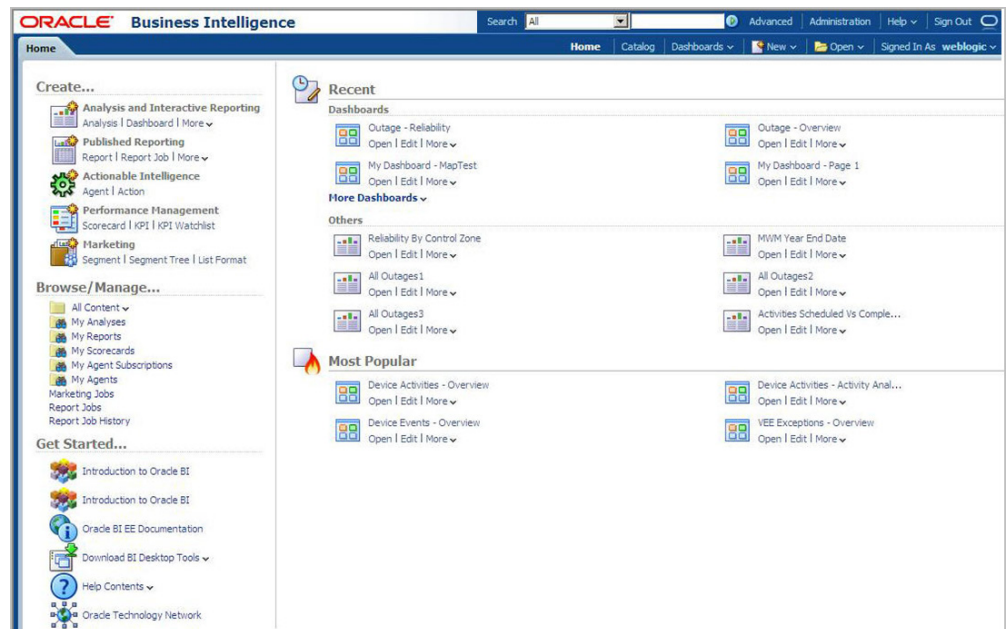 ORACLE Business Intelligence
Search All Advanced Administration Help Sign Out
Home
Home Catalog Dashboards New Open Signed In As weblogic
Create...
Analysis and Interactive Reporting
Analysis | Dashboard | More
Published Reporting
Report | Report Job | More
Actionable Intelligence
Agent | Action
Performance Management
Scorecard | KPI | KPI Watchlist
Marketing
Segment | Segment Tree | List Format
Browse/Manage...
All Content
My Analyses
My Reports
My Scorecards
My Agent Subscriptions
My Agents
Marketing Jobs
Report Jobs
Report Job History
Get Started...
Introduction to Oracle BI
Introduction to Oracle BI
Oracle BI EE Documentation
Download BI Desktop Tools
Help Contents
Oracle Technology Network
Recent
Dashboards
Outage - Reliability
Open | Edit | More
Outage - Overview
Open | Edit | More
My Dashboard - MapTest
Open | Edit | More
My Dashboard - Page 1
Open | Edit | More
More Dashboards
Others
Reliability By Control Zone
Open | Edit | More
MWM Year End Date
Open | Edit | More
All Outages1
Open | Edit | More
All Outages2
Open | Edit | More
All Outages3
Open | Edit | More
Activities Scheduled Vs Comple...
Open | Edit | More
Most Popular
Device Activities - Overview
Open | Edit | More
Device Activities - Activity Anal...
Open | Edit | More
Device Events - Overview
Open | Edit | More
VEE Exceptions - Overview
Open | Edit | More